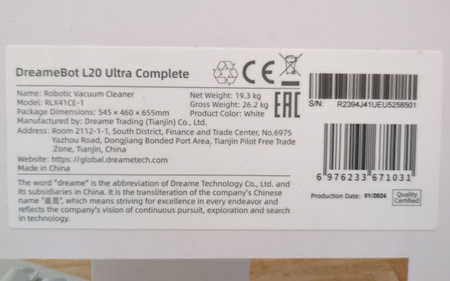 DreameBot L20 Ultra Complete
CE
EAC
Name: Robotic Vacuum Cleaner
Model: RLX41CE-1
Package Dimensions: 545 × 460 × 655mm
Net Weight: 19.3 kg
Gross Weight: 26.2 kg
Product Color: White
Manufactured by: Dreame Trading (Tianjin) Co., Ltd.
Address: Room 2112-1-1, South District, Finance and Trade Center, No.6975
Yazhou Road, Dongjiang Bonded Port Area, Tianjin Pilot Free Trade
Zone, Tianjin, China
Website: https://global.dreametech.com
Made in China
The word "dreame" is the abbreviation of Dreame Technology Co., Ltd. and
its subsidiaries in China. It is the transliteration of the company's Chinese
name "追觅", which means striving for excellence in every endeavor and
reflects the company's vision of continuous pursuit, exploration and search
in technology.
S/N: R2394J41UEU5258501
6 976233 671031
Production Date: 01/2024
Quality
Certified